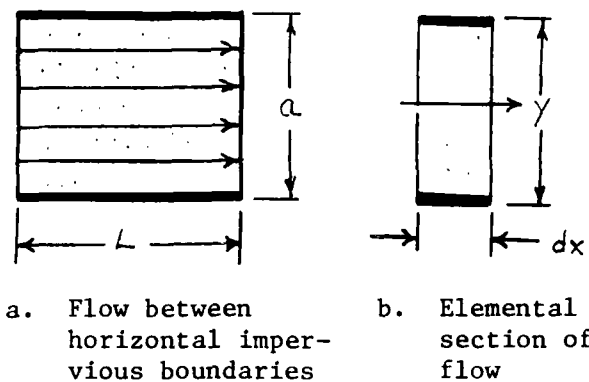 a
y
L
dx
a. Flow between
horizontal imper-
vious boundaries
b. Elemental
section of
flow